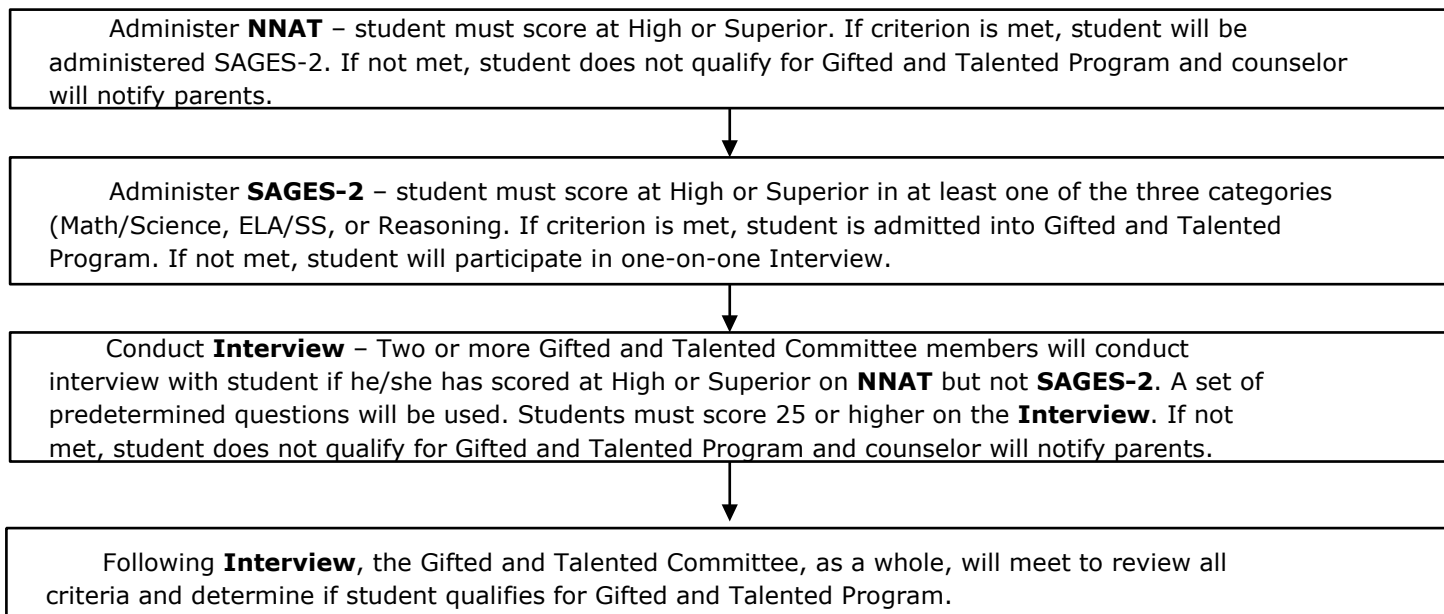 Administer NNAT – student must score at High or Superior. If criterion is met, student will be
administered SAGES-2. If not met, student does not qualify for Gifted and Talented Program and counselor
will notify parents.
Administer SAGES-2 – student must score at High or Superior in at least one of the three categories
(Math/Science, ELA/SS, or Reasoning. If criterion is met, student is admitted into Gifted and Talented
Program. If not met, student will participate in one-on-one Interview.
Conduct Interview – Two or more Gifted and Talented Committee members will conduct
interview with student if he/she has scored at High or Superior on NNAT but not SAGES-2. A set of
predetermined questions will be used. Students must score 25 or higher on the Interview. If not
met, student does not qualify for Gifted and Talented Program and counselor will notify parents.
Following Interview, the Gifted and Talented Committee, as a whole, will meet to review all
criteria and determine if student qualifies for Gifted and Talented Program.